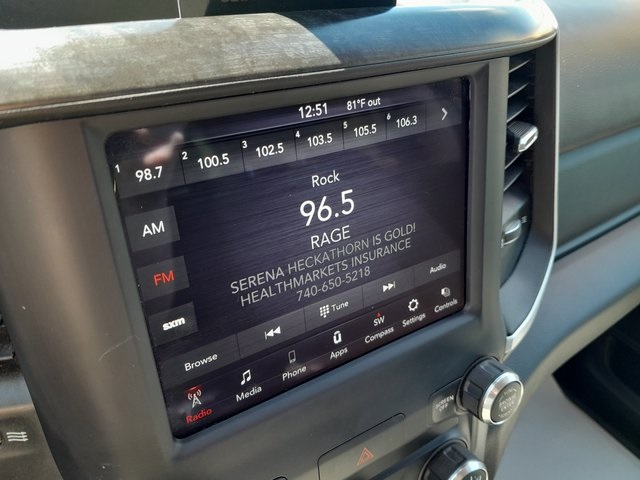 12:51 81°F out
1 98.7 2 100.5 3 102.5 4 103.5 5 105.5 6 106.3
Rock
96.5
RAGE
SERENA HECKATHORN IS GOLD!
HEALTHMARKETS INSURANCE
740-650-5218
AM
FM
sxm
Browse Tune Audio
Radio Media Phone Apps SW Compass Settings Controls
SCREEN
OFF